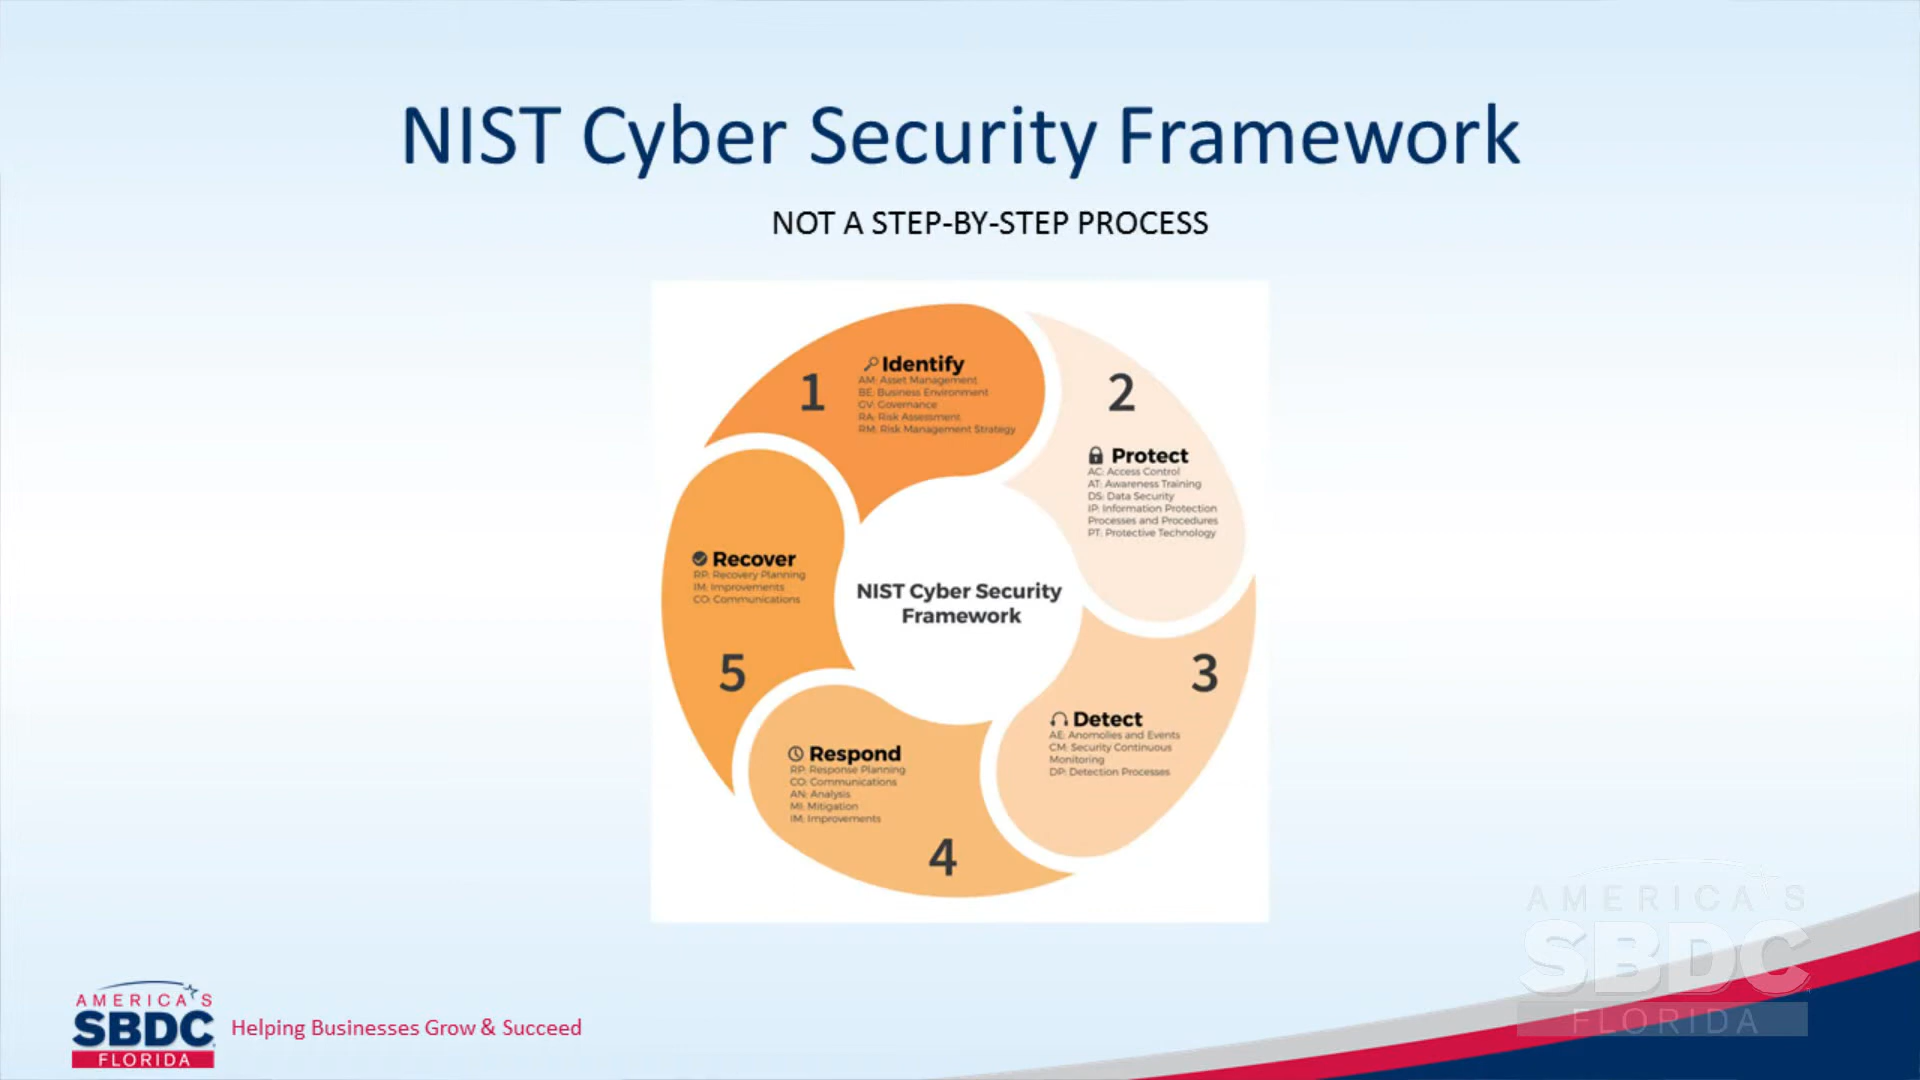 NIST Cyber Security Framework
NOT A STEP-BY-STEP PROCESS
1
Identify
AM: Asset Management
BE: Business Environment
GV: Governance
RA: Risk Assessment
RM: Risk Management Strategy
2
Protect
AC: Access Control
AT: Awareness Training
DS: Data Security
IP: Information Protection
Processes and Procedures
PT: Protective Technology
3
Detect
AE: Anomolies and Events
CM: Security Continuous
Monitoring
DP: Detection Processes
4
Respond
RP: Response Planning
CO: Communications
AN: Analysis
MI: Mitigation
IM: Improvements
5
Recover
RP: Recovery Planning
IM: Improvements
CO: Communications
NIST Cyber Security
Framework
AMERICA'S
SBDC
FLORIDA
Helping Businesses Grow & Succeed
AMERICA'S
SBDC
FLORIDA